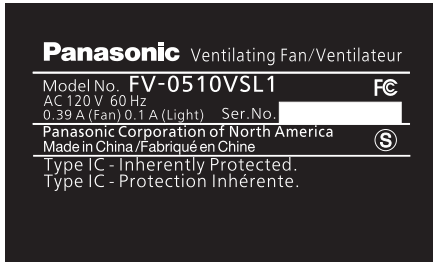 Panasonic Ventilating Fan/Ventilateur
Model No. FV-0510VSL1 FC
AC 120 V 60 Hz
0.39 A (Fan) 0.1 A (Light) Ser.No.
Panasonic Corporation of North America
Made in China /Fabriqué en Chine S
Type IC - Inherently Protected.
Type IC - Protection Inhérente.